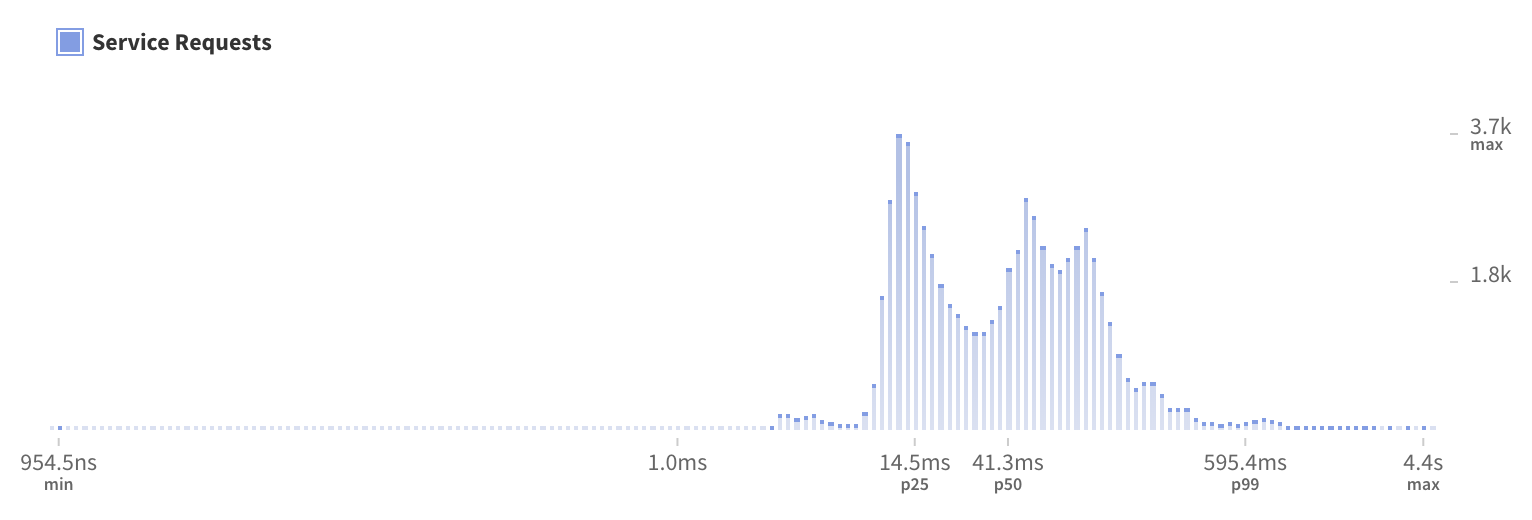 Service Requests
3.7k
max
1.8k
954.5ns 1.0ms 14.5ms 41.3ms 595.4ms 4.4s
min p25 p50 p99 max